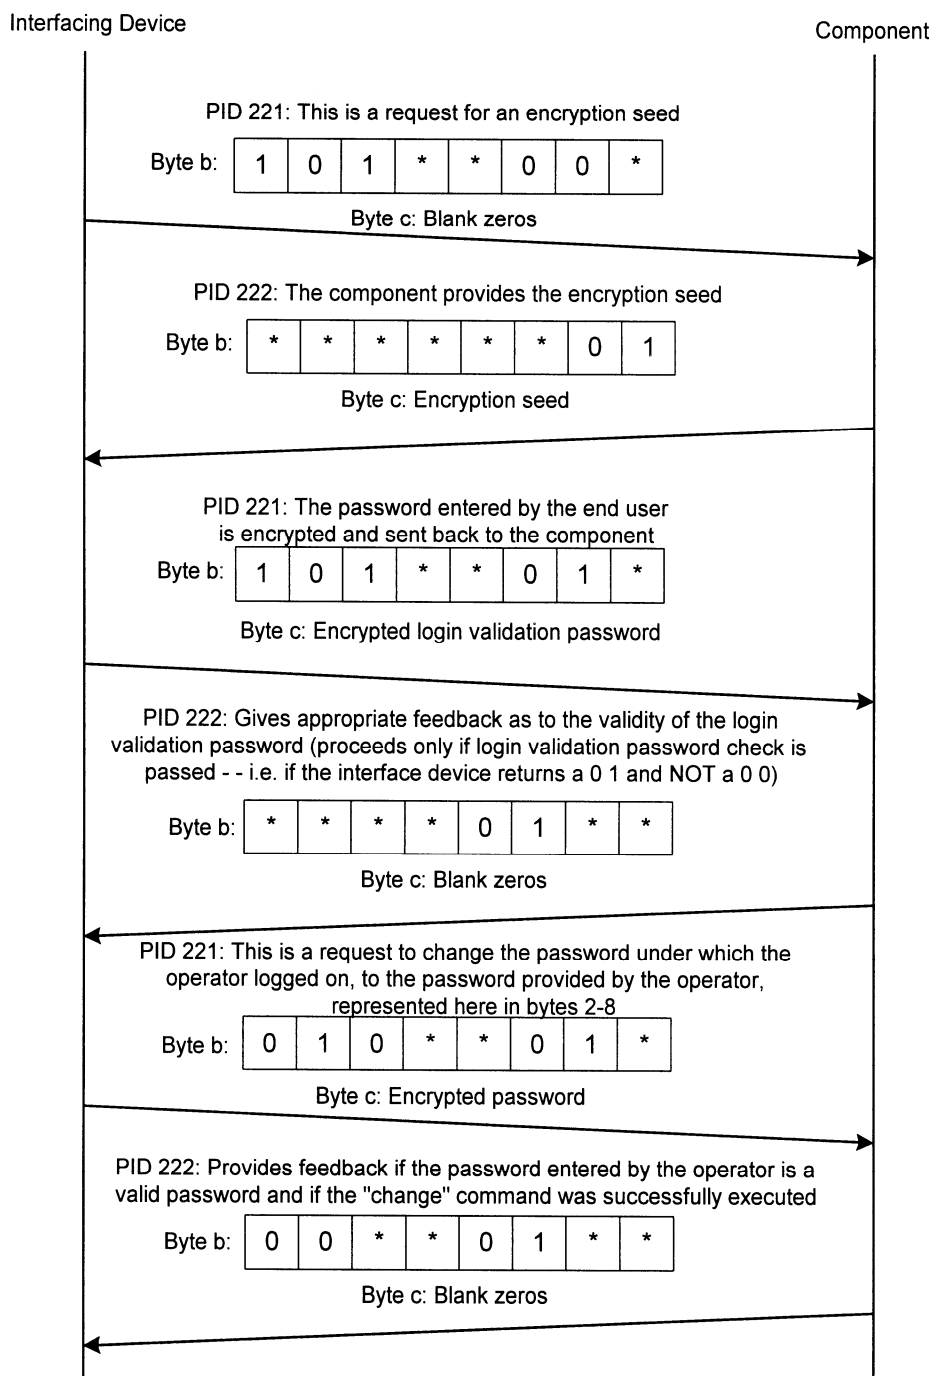 Interfacing Device
Component
PID 221: This is a request for an encryption seed
Byte b: 1 0 1 * * 0 0 *
Byte c: Blank zeros
PID 222: The component provides the encryption seed
Byte b: * * * * * * 0 1
Byte c: Encryption seed
PID 221: The password entered by the end user
is encrypted and sent back to the component
Byte b: 1 0 1 * * 0 1 *
Byte c: Encrypted login validation password
PID 222: Gives appropriate feedback as to the validity of the login
validation password (proceeds only if login validation password check is
passed - - i.e. if the interface device returns a 0 1 and NOT a 0 0)
Byte b: * * * * 0 1 * *
Byte c: Blank zeros
PID 221: This is a request to change the password under which the
operator logged on, to the password provided by the operator,
represented here in bytes 2-8
Byte b: 0 1 0 * * 0 1 *
Byte c: Encrypted password
PID 222: Provides feedback if the password entered by the operator is a
valid password and if the "change" command was successfully executed
Byte b: 0 0 * * 0 1 * *
Byte c: Blank zeros